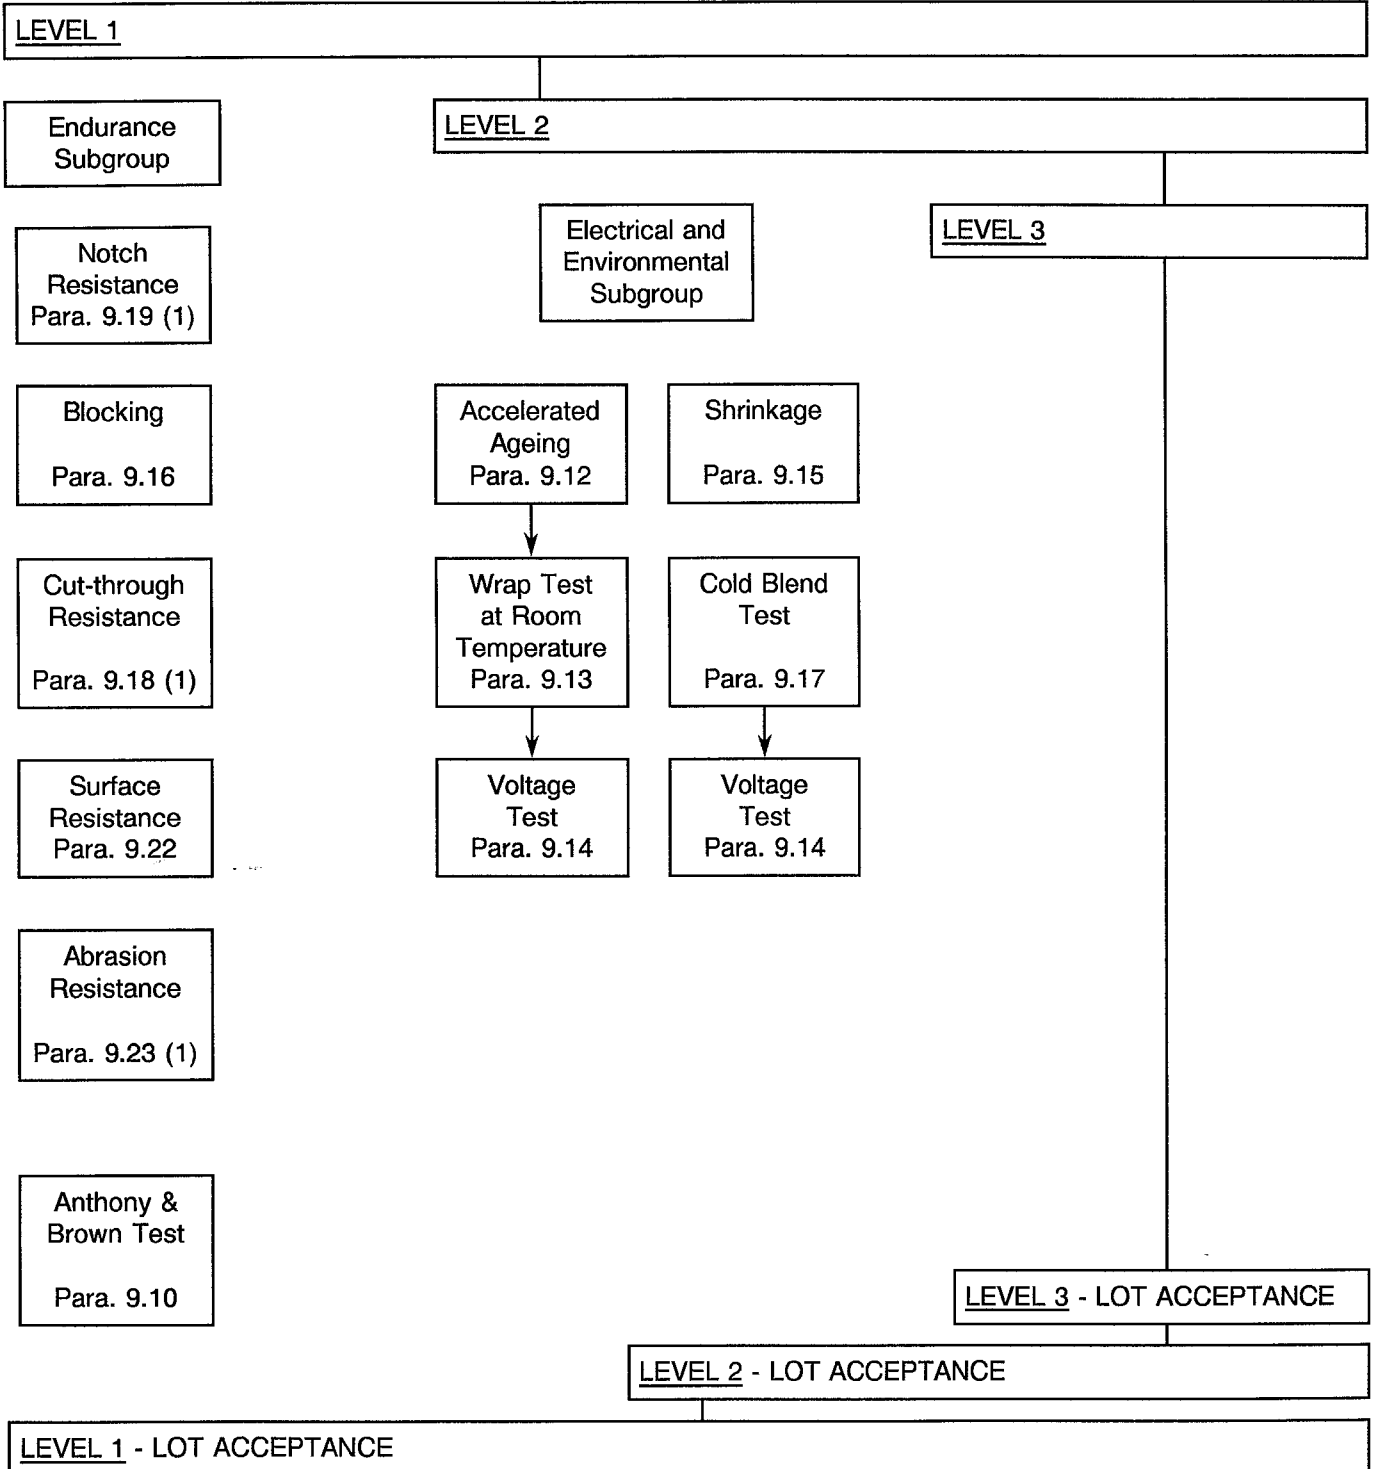 LEVEL 1
Endurance
Subgroup
LEVEL 2
Electrical and
Environmental
Subgroup
LEVEL 3
Notch
Resistance
Para. 9.19 (1)
Blocking
Para. 9.16
Accelerated
Ageing
Para. 9.12
Shrinkage
Para. 9.15
Cut-through
Resistance
Para. 9.18 (1)
Wrap Test
at Room
Temperature
Para. 9.13
Cold Blend
Test
Para. 9.17
Surface
Resistance
Para. 9.22
Voltage
Test
Para. 9.14
Voltage
Test
Para. 9.14
Abrasion
Resistance
Para. 9.23 (1)
Anthony &
Brown Test
Para. 9.10
LEVEL 3 - LOT ACCEPTANCE
LEVEL 2 - LOT ACCEPTANCE
LEVEL 1 - LOT ACCEPTANCE